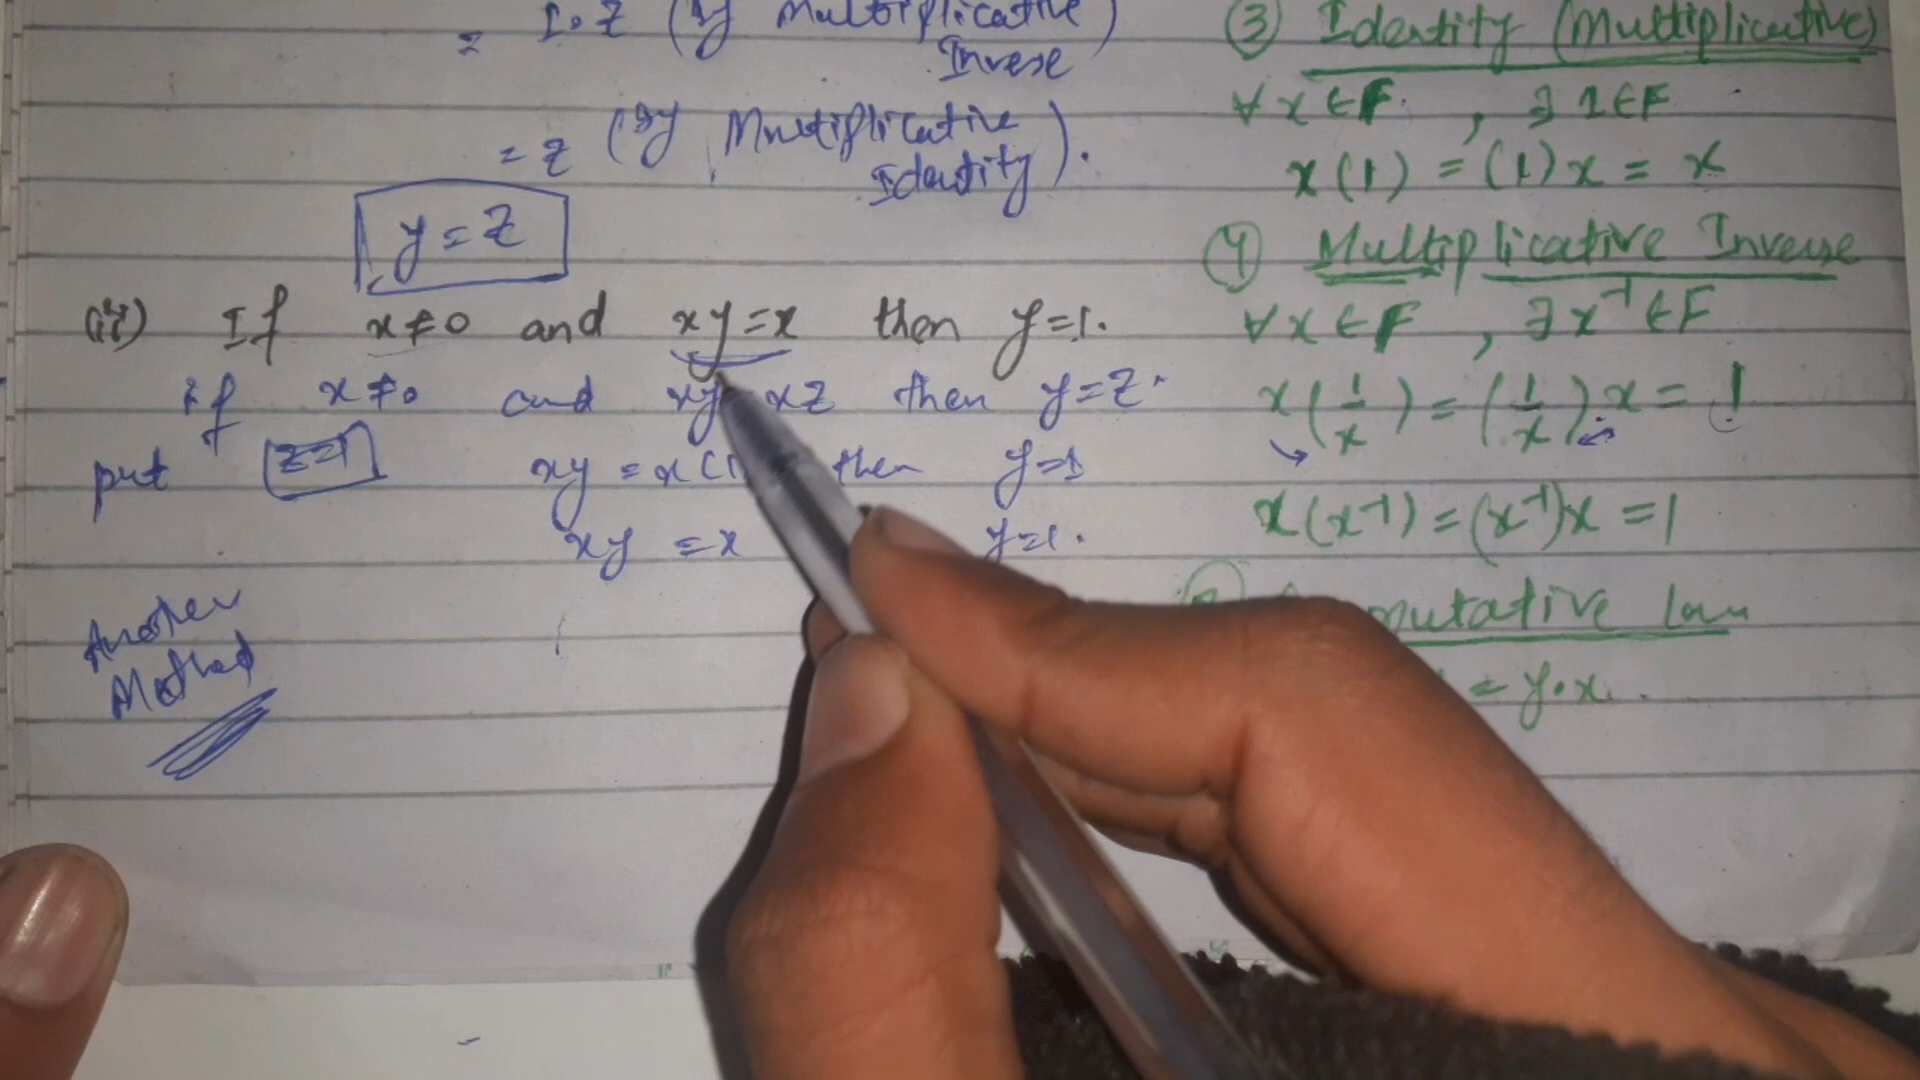 = 1·z (by Multiplicative
Inverse)
= z (by Multiplicative
Identity).
y = z
(ii) If x≠0 and xy=x then y=1.
if x≠0 and xy xz then y=z.
put z=1 xy = x(1 then y=1
xy = x y=1.
Another
Method
③ Identity (Multiplicative)
∀ x ∈ F , ∃ 1 ∈ F
x(1) = (1)x = x
④ Multiplicative Inverse
∀ x ∈ F , ∃ x⁻¹ ∈ F
x(1/x) = (1/x)·x = 1
x(x⁻¹) = (x⁻¹)x = 1
mutative law
= y·x.